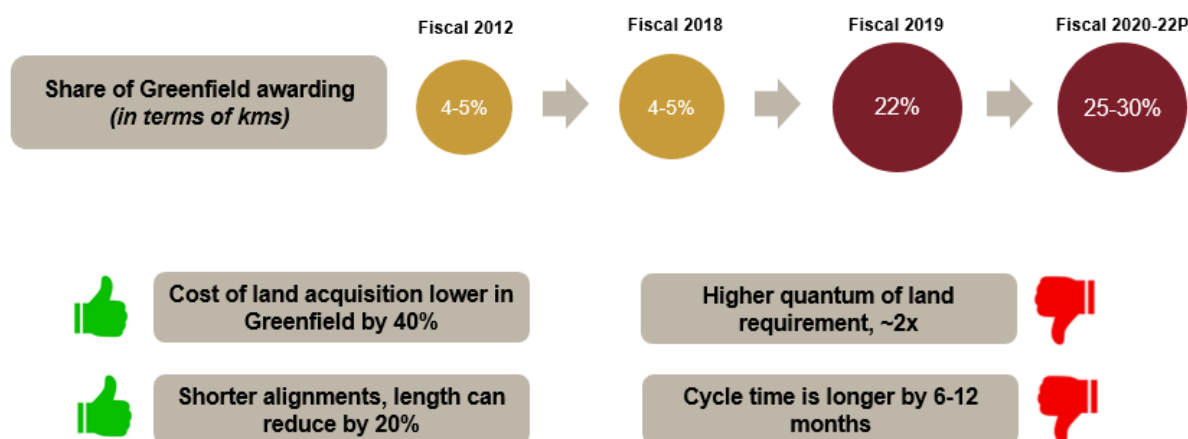 Fiscal 2012
Fiscal 2018
Fiscal 2019
Fiscal 2020-22P
Share of Greenfield awarding
(in terms of kms)
4-5%
4-5%
22%
25-30%
Cost of land acquisition lower in
Greenfield by 40%
Higher quantum of land
requirement, ~2x
Shorter alignments, length can
reduce by 20%
Cycle time is longer by 6-12
months